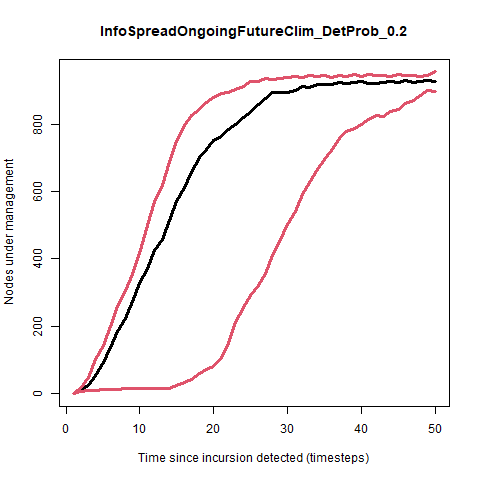 InfoSpreadOngoingFutureClim_DetProb_0.2
Nodes under management
800
600
400
200
0
0 10 20 30 40 50
Time since incursion detected (timesteps)